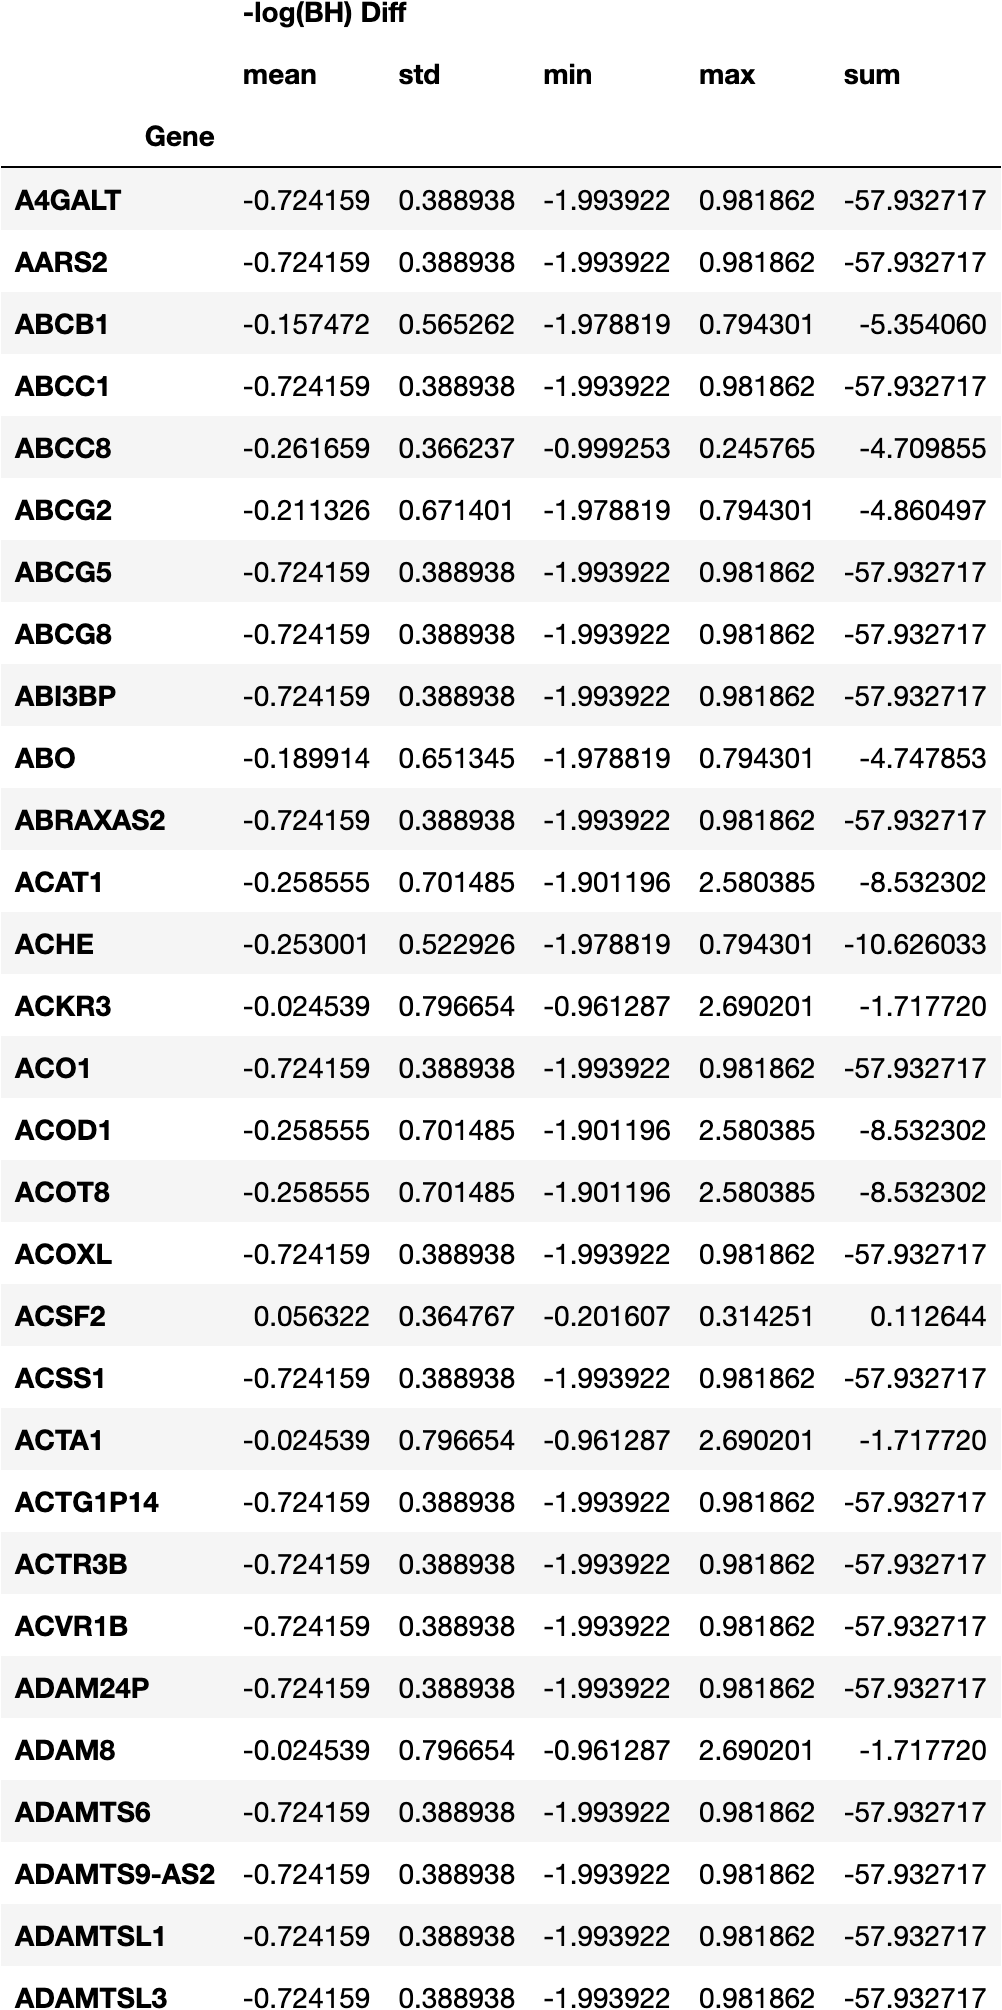 -log(BH) Diff
mean std min max sum
Gene
A4GALT -0.724159 0.388938 -1.993922 0.981862 -57.932717
AARS2 -0.724159 0.388938 -1.993922 0.981862 -57.932717
ABCB1 -0.157472 0.565262 -1.978819 0.794301 -5.354060
ABCC1 -0.724159 0.388938 -1.993922 0.981862 -57.932717
ABCC8 -0.261659 0.366237 -0.999253 0.245765 -4.709855
ABCG2 -0.211326 0.671401 -1.978819 0.794301 -4.860497
ABCG5 -0.724159 0.388938 -1.993922 0.981862 -57.932717
ABCG8 -0.724159 0.388938 -1.993922 0.981862 -57.932717
ABI3BP -0.724159 0.388938 -1.993922 0.981862 -57.932717
ABO -0.189914 0.651345 -1.978819 0.794301 -4.747853
ABRAXAS2 -0.724159 0.388938 -1.993922 0.981862 -57.932717
ACAT1 -0.258555 0.701485 -1.901196 2.580385 -8.532302
ACHE -0.253001 0.522926 -1.978819 0.794301 -10.626033
ACKR3 -0.024539 0.796654 -0.961287 2.690201 -1.717720
ACO1 -0.724159 0.388938 -1.993922 0.981862 -57.932717
ACOD1 -0.258555 0.701485 -1.901196 2.580385 -8.532302
ACOT8 -0.258555 0.701485 -1.901196 2.580385 -8.532302
ACOXL -0.724159 0.388938 -1.993922 0.981862 -57.932717
ACSF2 0.056322 0.364767 -0.201607 0.314251 0.112644
ACSS1 -0.724159 0.388938 -1.993922 0.981862 -57.932717
ACTA1 -0.024539 0.796654 -0.961287 2.690201 -1.717720
ACTG1P14 -0.724159 0.388938 -1.993922 0.981862 -57.932717
ACTR3B -0.724159 0.388938 -1.993922 0.981862 -57.932717
ACVR1B -0.724159 0.388938 -1.993922 0.981862 -57.932717
ADAM24P -0.724159 0.388938 -1.993922 0.981862 -57.932717
ADAM8 -0.024539 0.796654 -0.961287 2.690201 -1.717720
ADAMTS6 -0.724159 0.388938 -1.993922 0.981862 -57.932717
ADAMTS9-AS2 -0.724159 0.388938 -1.993922 0.981862 -57.932717
ADAMTSL1 -0.724159 0.388938 -1.993922 0.981862 -57.932717
ADAMTSL3 -0.724159 0.388938 -1.993922 0.981862 -57.932717